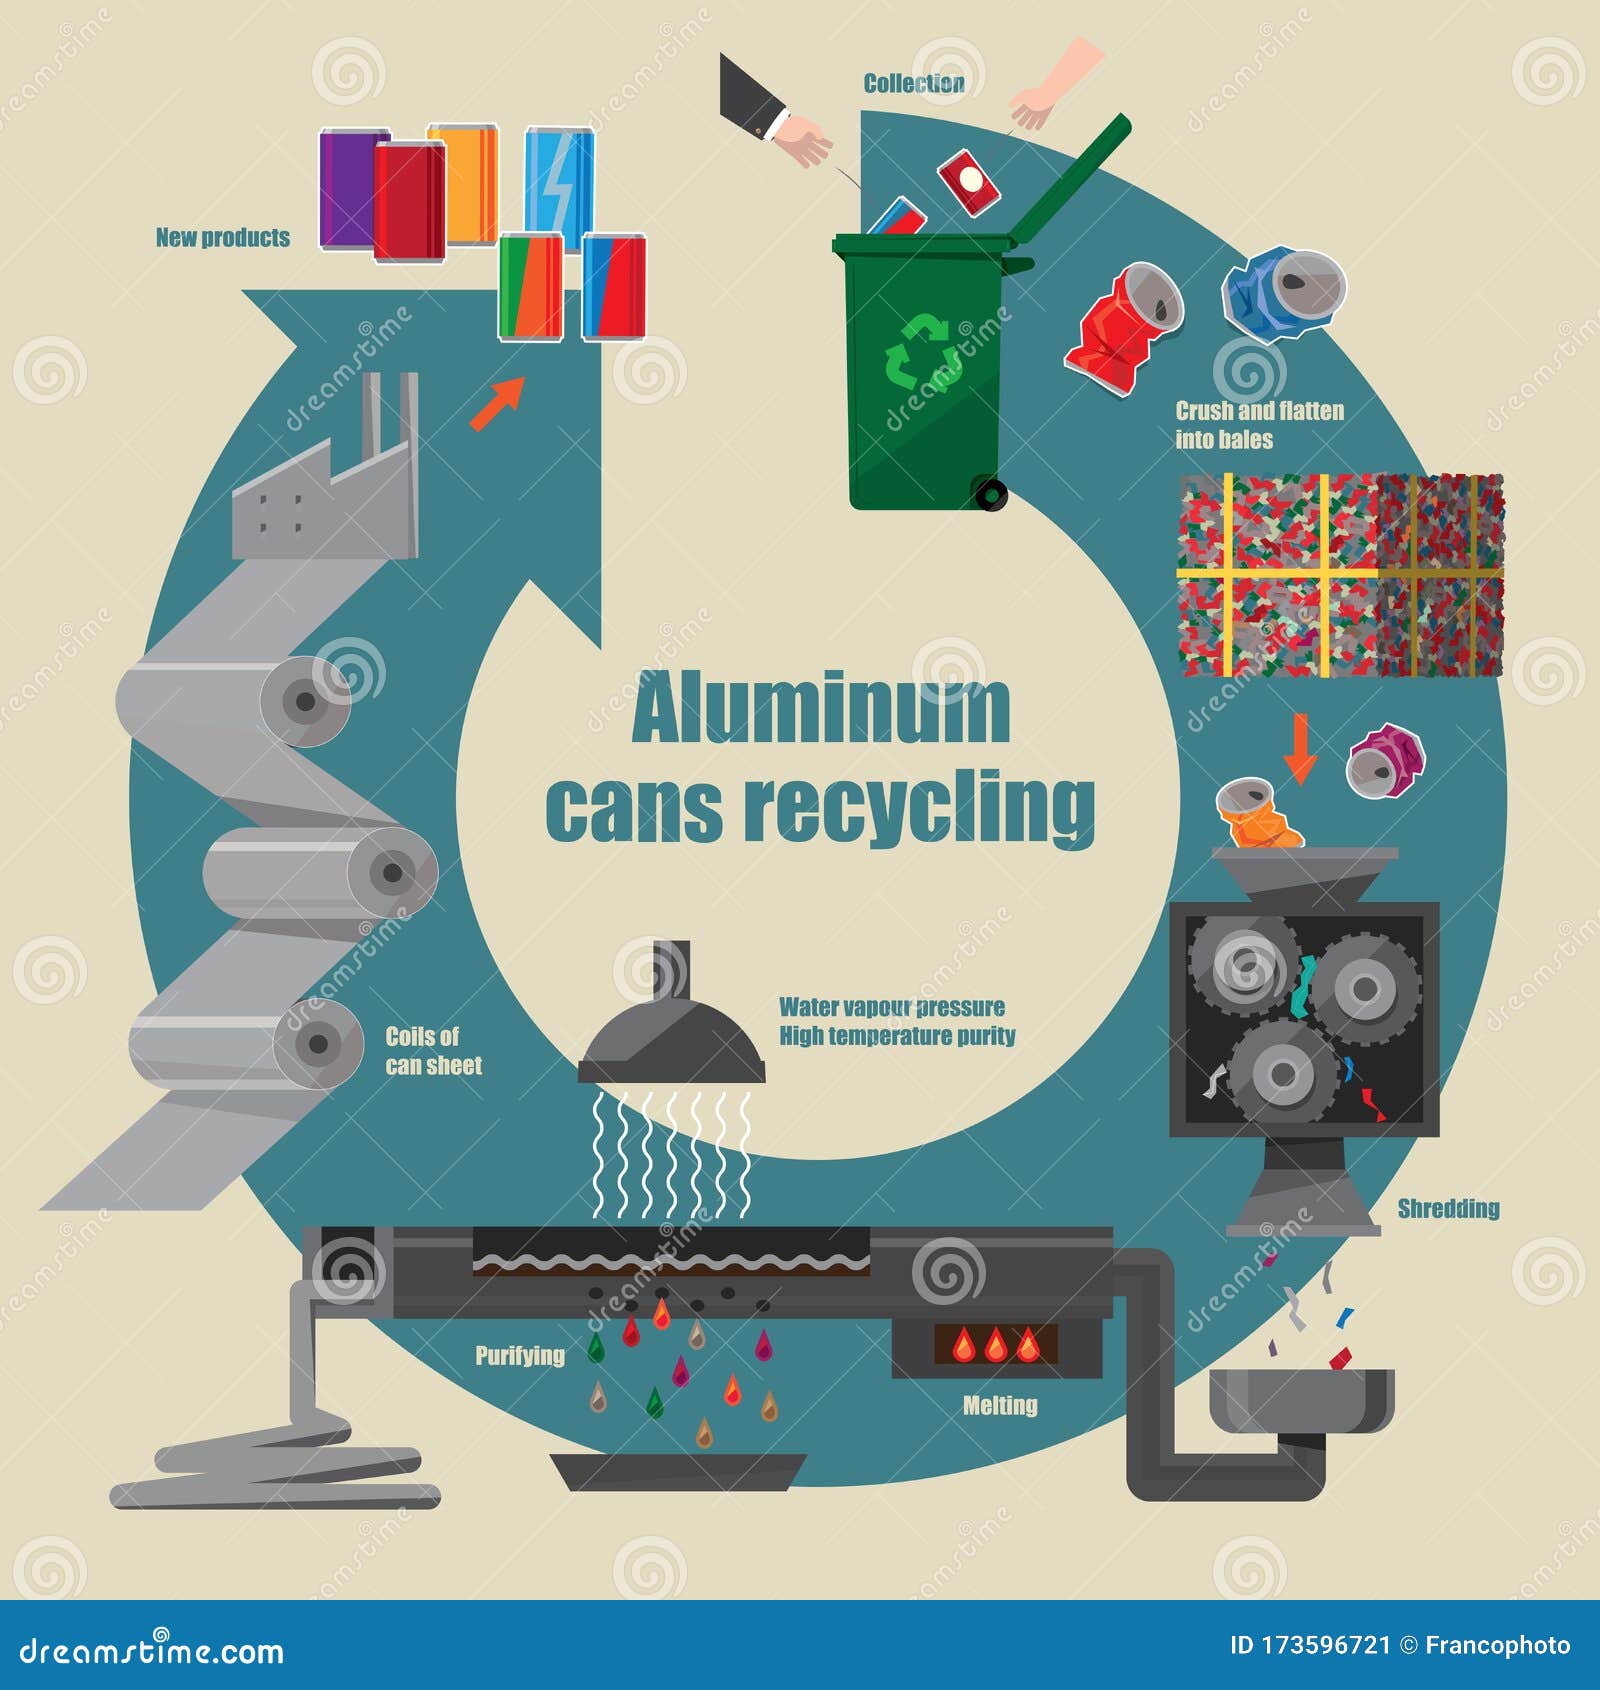 Collection
New products
Crush and flatten
into bales
Aluminum
cans recycling
Water vapour pressure
High temperature purity
Coils of
can sheet
Shredding
Purifying
Melting
dreamstime.com
ID 173596721 © Francophoto